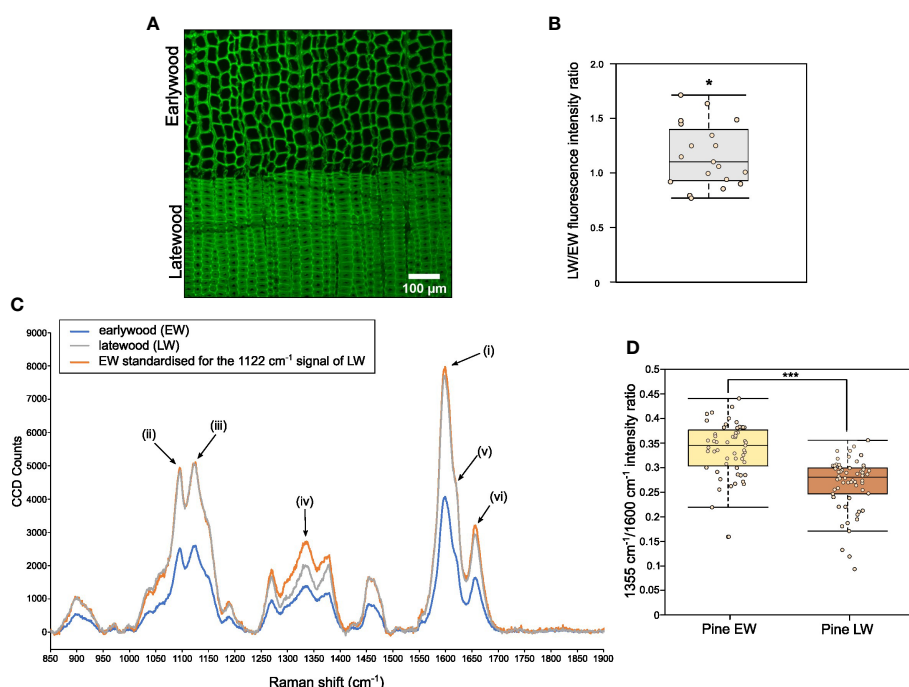 A
Earlywood
Latewood
100 µm
B
LW/EW fluorescence intensity ratio
2.0
1.5
1.0
0.5
0
*
C
earlywood (EW)
latewood (LW)
EW standardised for the 1122 cm⁻¹ signal of LW
CCD Counts
9000
8000
7000
6000
5000
4000
3000
2000
1000
0
(i)
(ii)
(iii)
(iv)
(v)
(vi)
850 900 950 1000 1050 1100 1150 1200 1250 1300 1350 1400 1450 1500 1550 1600 1650 1700 1750 1800 1850 1900
Raman shift (cm⁻¹)
D
1355 cm⁻¹/1600 cm⁻¹ intensity ratio
0.5
0.45
0.4
0.35
0.3
0.25
0.2
0.15
0.1
0.05
0
***
Pine EW Pine LW